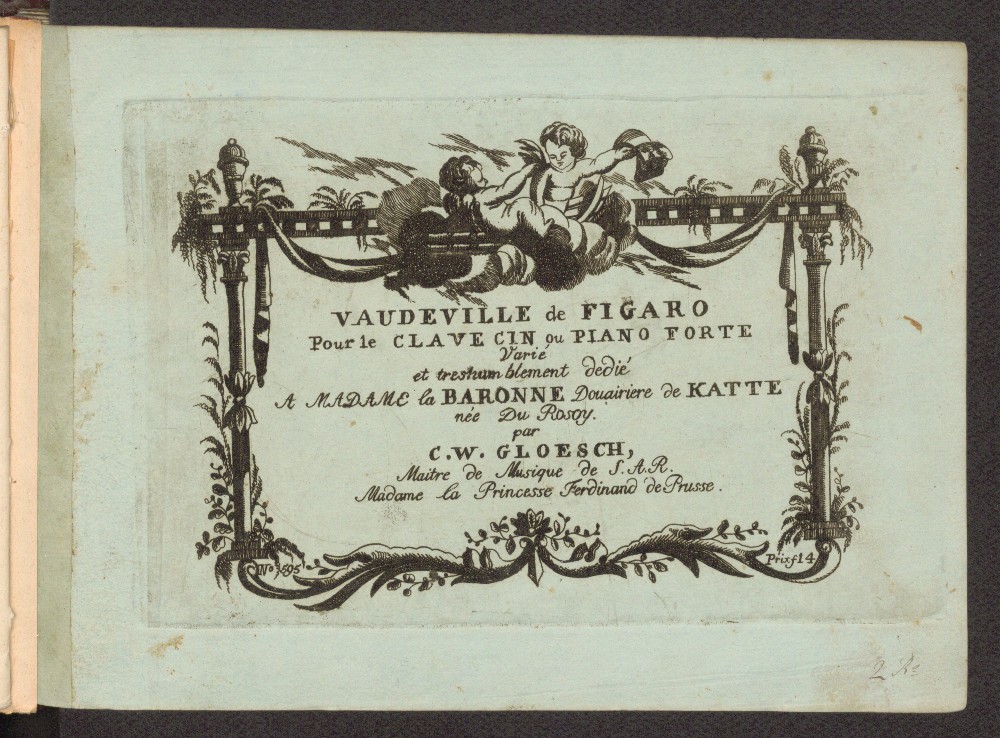 VAUDEVILLE de FIGARO
Pour le CLAVECIN ou PIANO FORTE
Varié
et treshumblement dedié
A MADAME la BARONNE Douairiere de KATTE
née Du Rosoy.
par
C.W. GLOESCH,
Maitre de Musique de S.A.R.
Madame la Princesse Ferdinand de Prusse.
Prix f 14